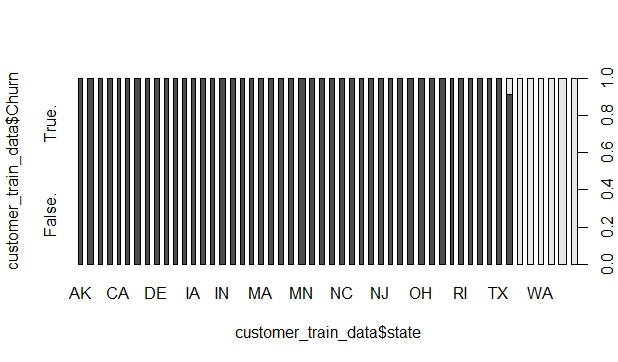 customer_train_data$Churn
True.
False.
1.0
0.8
0.6
0.4
0.2
0.0
AK CA DE IA IN MA MN NC NJ OH RI TX WA
customer_train_data$state